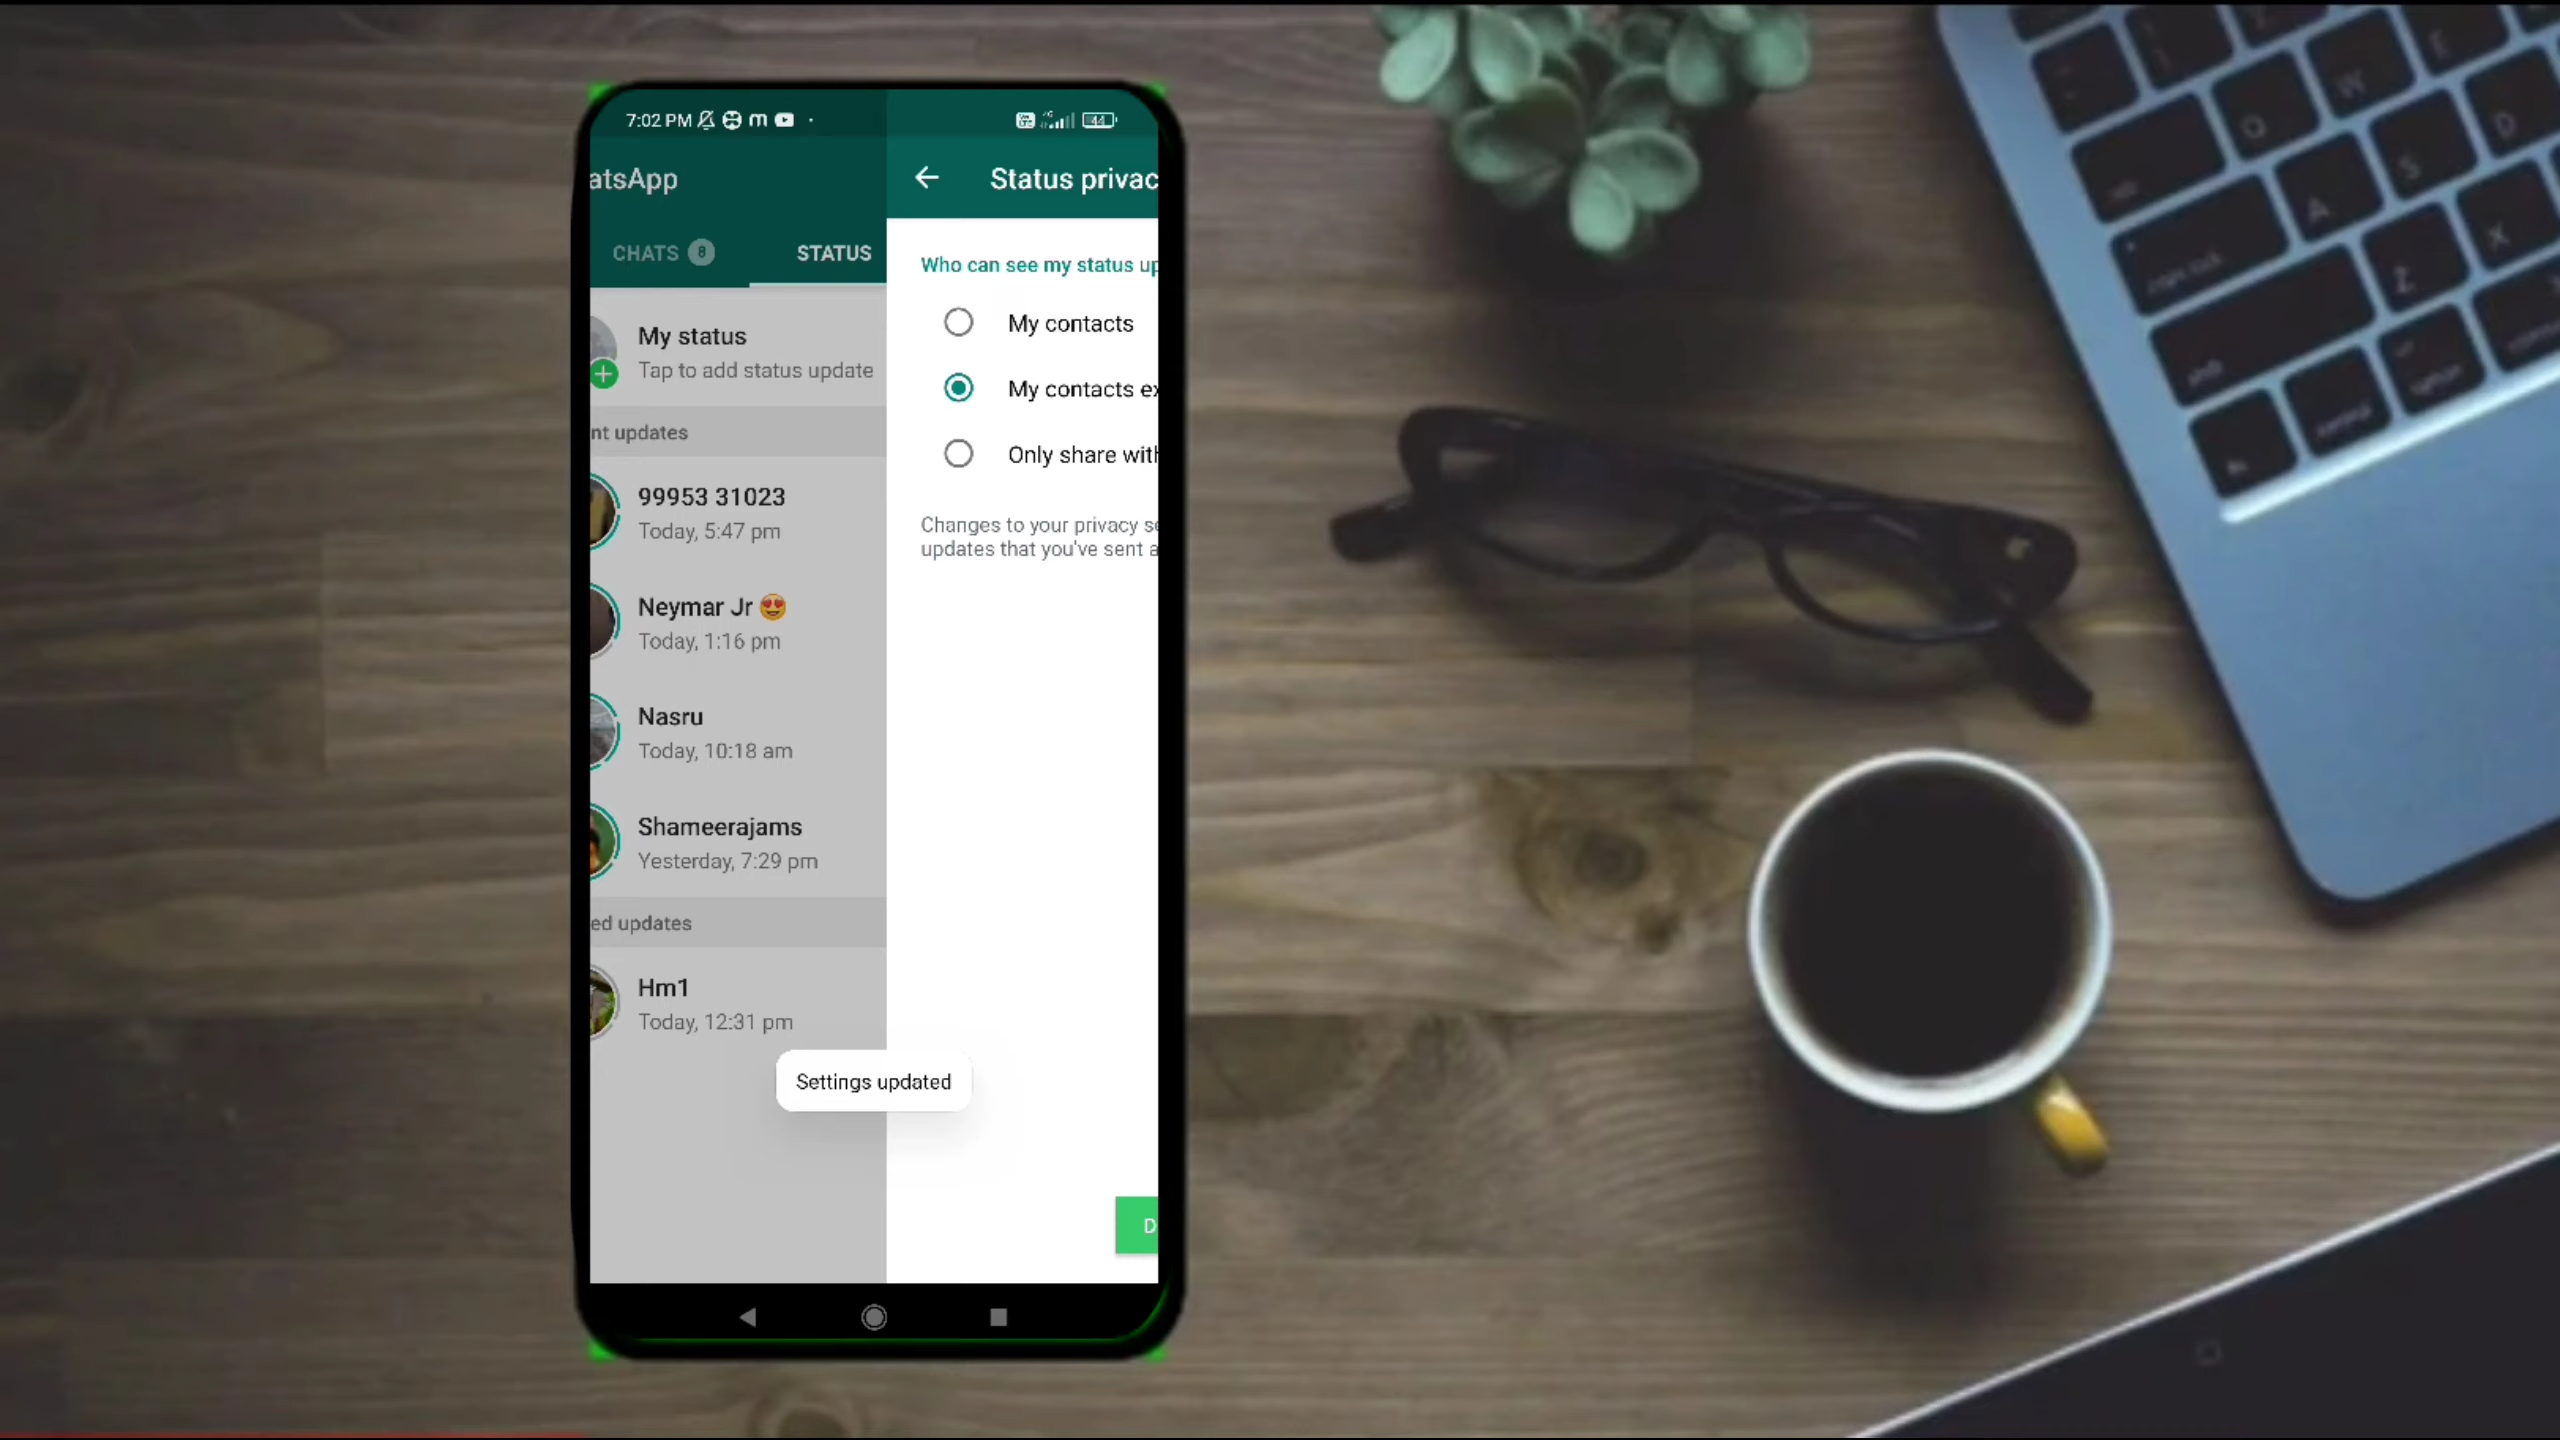 7:02 PM
44
atsApp
CHATS 8
STATUS
My status
Tap to add status update
nt updates
99953 31023
Today, 5:47 pm
Neymar Jr 😍
Today, 1:16 pm
Nasru
Today, 10:18 am
Shameerajams
Yesterday, 7:29 pm
ed updates
Hm1
Today, 12:31 pm
Status privac
Who can see my status up
My contacts
My contacts ex
Only share with
Changes to your privacy se
updates that you've sent a
Settings updated
D